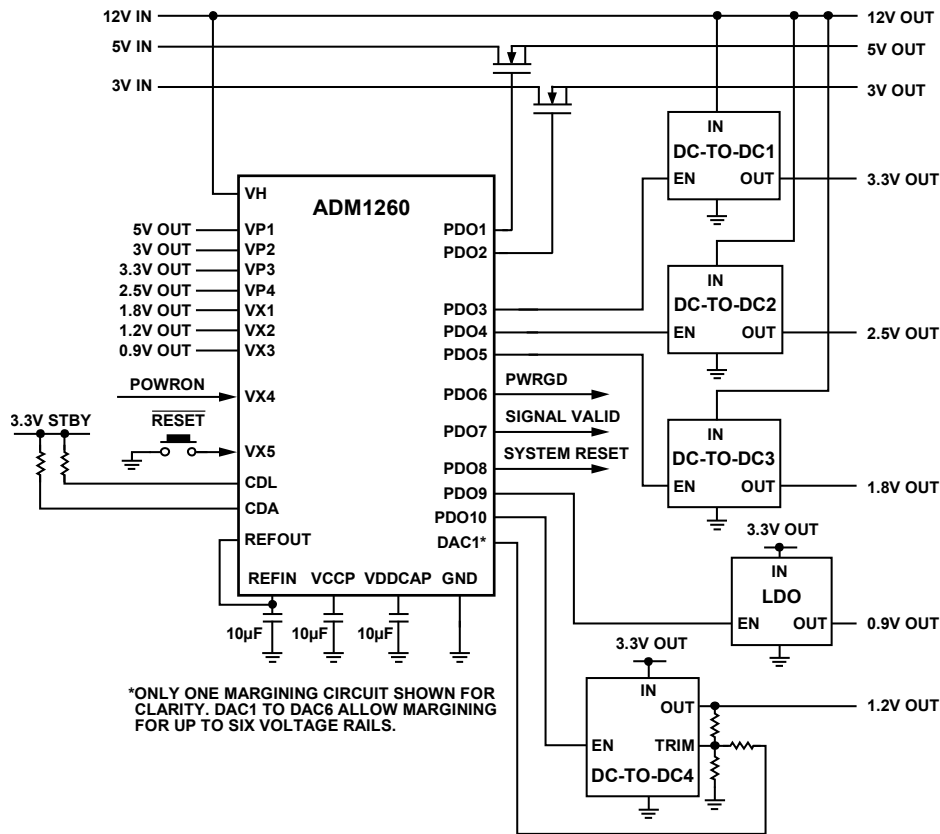 12V IN
12V OUT
5V IN
5V OUT
3V IN
3V OUT
IN
DC-TO-DC1
EN
OUT
3.3V OUT
VH
ADM1260
5V OUT
VP1
PDO1
3V OUT
VP2
PDO2
3.3V OUT
VP3
2.5V OUT
VP4
1.8V OUT
VX1
PDO3
1.2V OUT
VX2
PDO4
0.9V OUT
VX3
PDO5
IN
DC-TO-DC2
EN
OUT
2.5V OUT
POWRON
VX4
PDO6
PWRGD
3.3V STBY
RESET
VX5
PDO7
SIGNAL VALID
PDO8
SYSTEM RESET
CDL
PDO9
CDA
PDO10
REFOUT
DAC1*
IN
DC-TO-DC3
EN
OUT
1.8V OUT
REFIN
VCCP
VDDCAP
GND
10µF
10µF
10µF
3.3V OUT
IN
LDO
EN
OUT
0.9V OUT
3.3V OUT
IN
OUT
1.2V OUT
EN
TRIM
DC-TO-DC4
*ONLY ONE MARGINING CIRCUIT SHOWN FOR
CLARITY. DAC1 TO DAC6 ALLOW MARGINING
FOR UP TO SIX VOLTAGE RAILS.